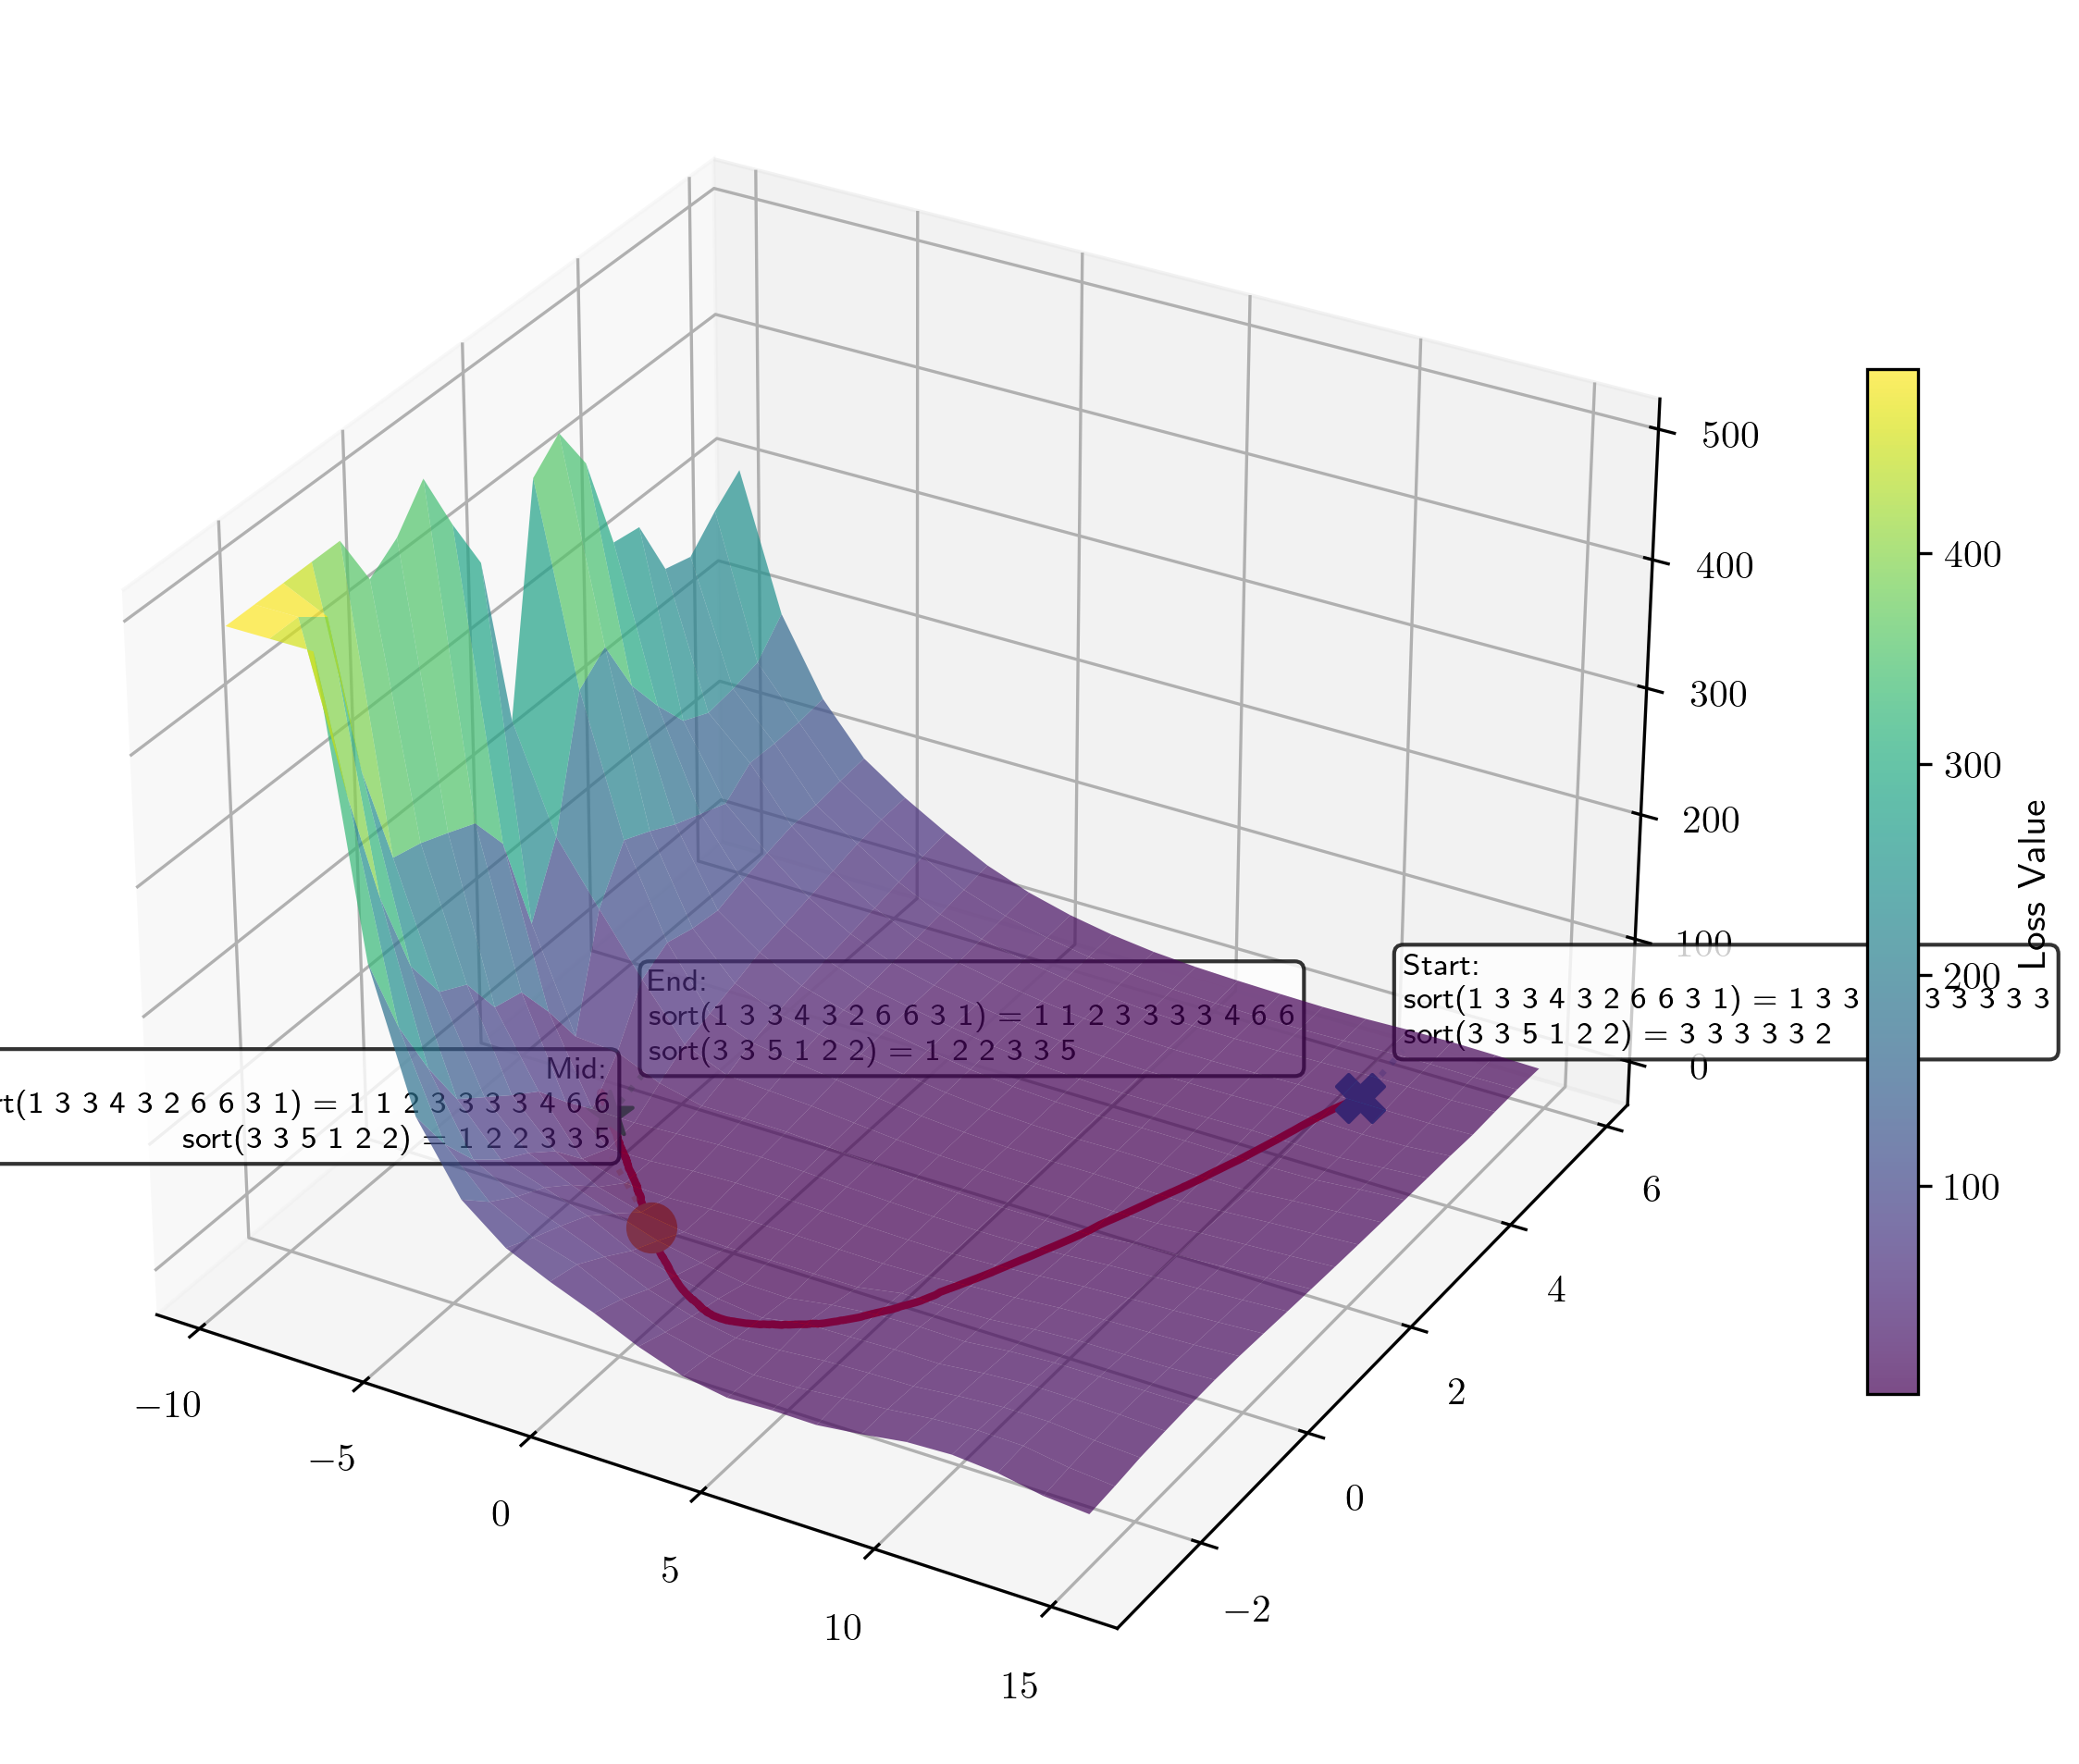 500
400
300
200
100
0
400
300
200
100
Loss Value
Start:
sort(1 3 3 4 3 2 6 6 3 1) = 1 3 3 3 3 3 3 3
sort(3 3 5 1 2 2) = 3 3 3 3 3 2
End:
sort(1 3 3 4 3 2 6 6 3 1) = 1 1 2 3 3 3 3 4 6 6
sort(3 3 5 1 2 2) = 1 2 2 3 3 5
Mid:
rt(1 3 3 4 3 2 6 6 3 1) = 1 1 2 3 3 3 3 4 6 6
sort(3 3 5 1 2 2) = 1 2 2 3 3 5
6
4
2
0
−2
−10
−5
0
5
10
15